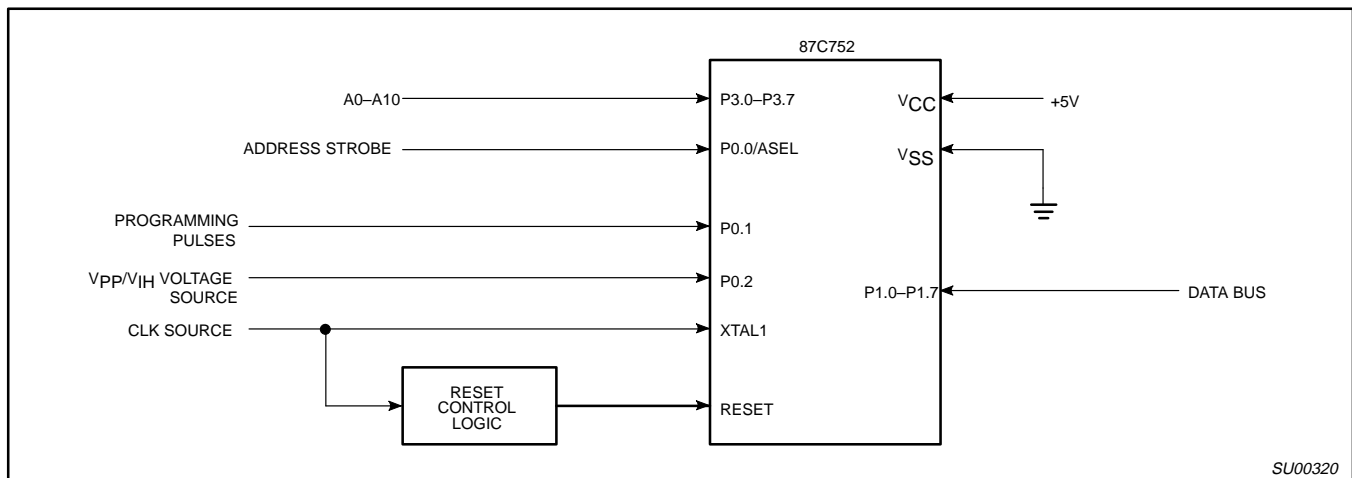 87C752
A0–A10
P3.0–P3.7
VCC
+5V
ADDRESS STROBE
P0.0/ASEL
VSS
PROGRAMMING
PULSES
P0.1
VPP/VIH VOLTAGE
SOURCE
P0.2
P1.0–P1.7
DATA BUS
CLK SOURCE
XTAL1
RESET
CONTROL
LOGIC
RESET
SU00320